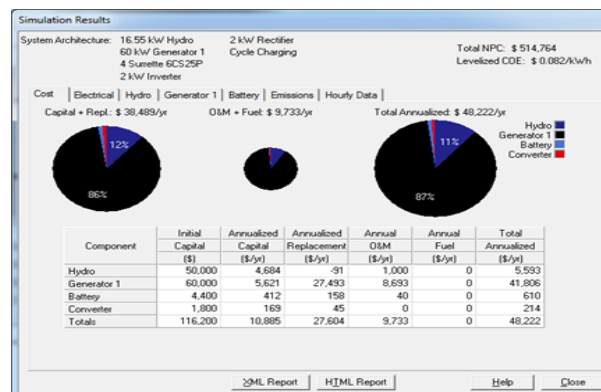 Simulation Results
System Architecture: 16.55 kW Hydro 2 kW Rectifier
60 kW Generator 1 Cycle Charging
4 Surrette 6CS25P
2 kW Inverter
Total NPC: $ 514,764
Levelized COE: $ 0.082/kWh
Cost Electrical Hydro Generator 1 Battery Emissions Hourly Data
Capital + Repl.: $ 38,489/yr O&M + Fuel: $ 9,733/yr Total Annualized: $ 48,222/yr
Hydro
Generator 1
Battery
Converter
12% 11%
86% 87%
Component Initial Annualized Annualized Annual Annual Total
Capital Capital Replacement O&M Fuel Annualized
($) ($/yr) ($/yr) ($/yr) ($/yr) ($/yr)
Hydro 50,000 4,684 -91 1,000 0 5,593
Generator 1 60,000 5,621 27,493 8,693 0 41,806
Battery 4,400 412 158 40 0 610
Converter 1,800 169 45 0 0 214
Totals 116,200 10,885 27,604 9,733 0 48,222
XML Report HTML Report Help Close